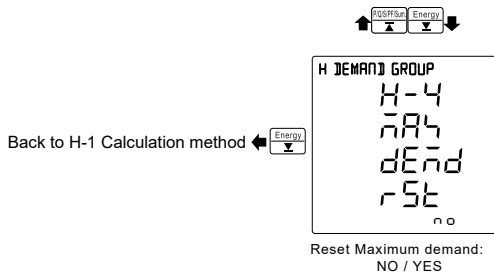 P/Q/S/PF/Sum Energy
H DEMAND GROUP
H-4
Back to H-1 Calculation method Energy
mAh
dEmd
rSt
no
Reset Maximum demand:
NO / YES